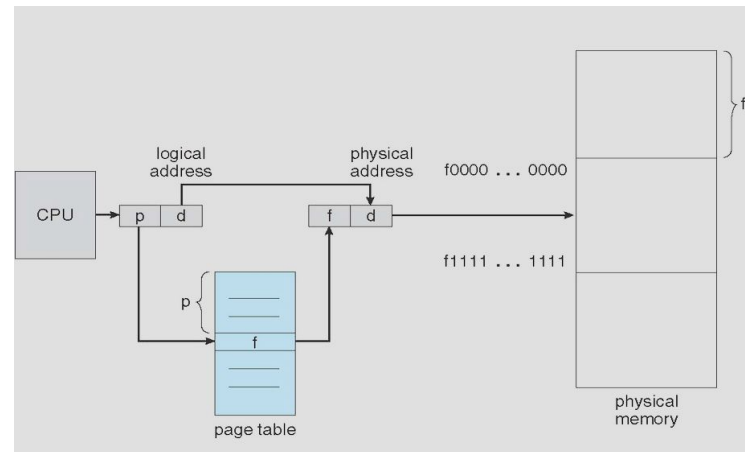 logical
address
physical
address
f0000 ... 0000
f
CPU
p d
f d
f1111 ... 1111
p
f
page table
physical
memory